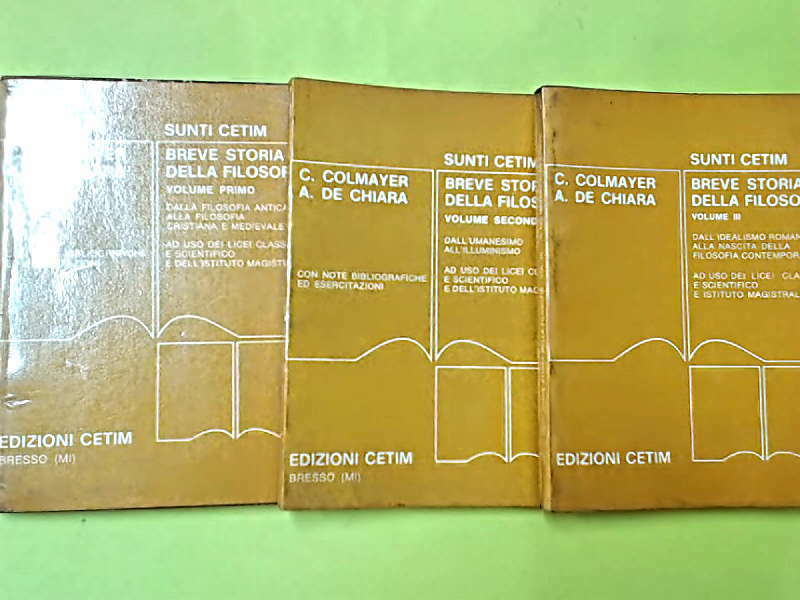 SUNTI CETIM
BREVE STORIA
DELLA FILOSOF
VOLUME PRIMO
DALLA FILOSOFIA ANTICA
ALLA FILOSOFIA
CRISTIANA E MEDIEVALE
AD USO DEI LICEI CLASS
E SCIENTIFICO
E DELL'ISTITUTO MAGISTR
EDIZIONI CETIM
BRESSO (MI)
SUNTI CETIM
C. COLMAYER
A. DE CHIARA
BREVE STOR
DELLA FILOS
VOLUME SECOND
DALL'UMANESIMO
ALL'ILLUMINISMO
CON NOTE BIBLIOGRAFICHE
ED ESERCITAZIONI
AD USO DEI LICEI CL
E SCIENTIFICO
E DELL'ISTITUTO MAG
EDIZIONI CETIM
BRESSO (MI)
SUNTI CETIM
C. COLMAYER
A. DE CHIARA
BREVE STORIA
DELLA FILOSO
VOLUME III
DALL'IDEALISMO ROMAN
ALLA NASCITA DELLA
FILOSOFIA CONTEMPOR
AD USO DEI LICEI CLA
E SCIENTIFICO
E ISTITUTO MAGISTRAL
EDIZIONI CETIM